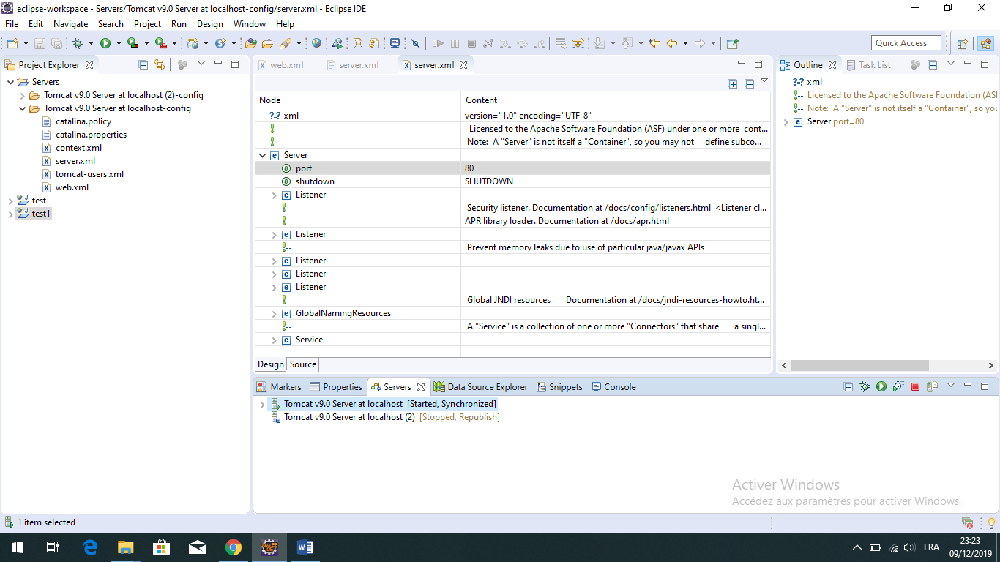 eclipse-workspace - Servers/Tomcat v9.0 Server at localhost-config/server.xml - Eclipse IDE
File Edit Navigate Search Project Run Design Window Help
Quick Access
Project Explorer
Servers
Tomcat v9.0 Server at localhost (2)-config
Tomcat v9.0 Server at localhost-config
catalina.policy
catalina.properties
context.xml
server.xml
tomcat-users.xml
web.xml
test
test1
web.xml server.xml server.xml
Node Content
?=? xml version="1.0" encoding="UTF-8"
!-- Licensed to the Apache Software Foundation (ASF) under one or more cont...
!-- Note: A "Server" is not itself a "Container", so you may not define subco...
e Server
a port 80
a shutdown SHUTDOWN
e Listener
!-- Security listener. Documentation at /docs/config/listeners.html <Listener cl...
!-- APR library loader. Documentation at /docs/apr.html
e Listener
!-- Prevent memory leaks due to use of particular java/javax APIs
e Listener
e Listener
e Listener
!-- Global JNDI resources Documentation at /docs/jndi-resources-howto.ht...
e GlobalNamingResources
!-- A "Service" is a collection of one or more "Connectors" that share a singl...
e Service
Design Source
Outline Task List
?=? xml
!-- Licensed to the Apache Software Foundation (ASI
!-- Note: A "Server" is not itself a "Container", so you
e Server port=80
Markers Properties Servers Data Source Explorer Snippets Console
Tomcat v9.0 Server at localhost [Started, Synchronized]
Tomcat v9.0 Server at localhost (2) [Stopped, Republish]
Activer Windows
Accédez aux paramètres pour activer Windows.
1 item selected
FRA
23:23
09/12/2019